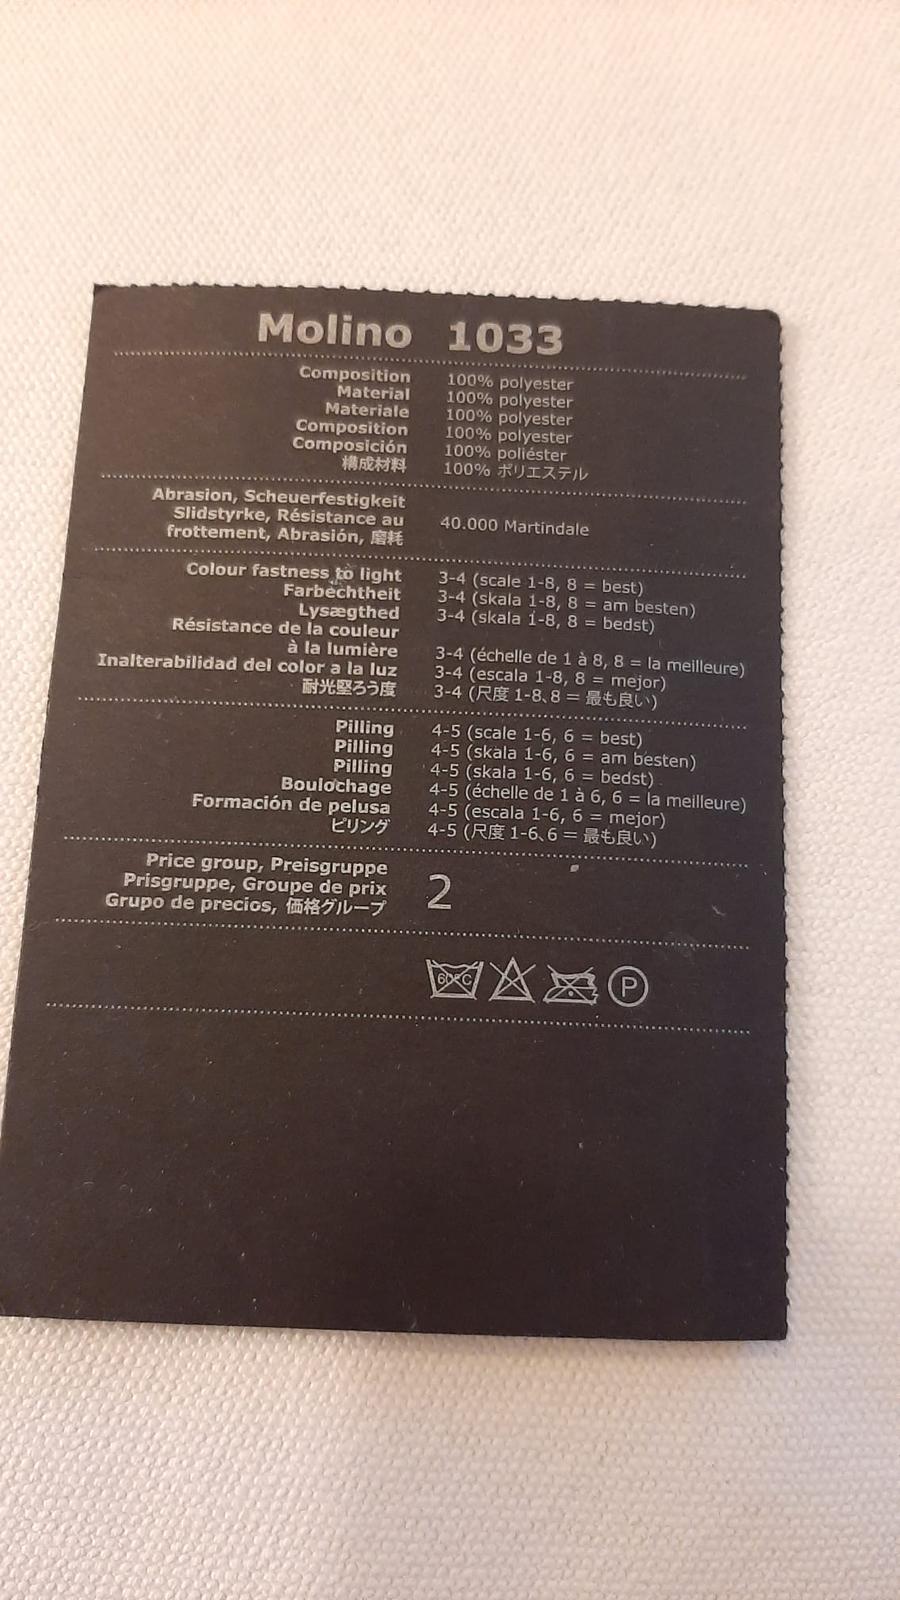 Molino 1033
Composition 100% polyester
Material 100% polyester
Materiale 100% polyester
Composition 100% polyester
Composición 100% poliéster
構成材料 100% ポリエステル
Abrasion, Scheuerfestigkeit
Slidstyrke, Résistance au
frottement, Abrasión, 磨耗
40.000 Martindale
Colour fastness to light 3-4 (scale 1-8, 8 = best)
Farbechtheit 3-4 (skala 1-8, 8 = am besten)
Lysægthed 3-4 (skala 1-8, 8 = bedst)
Résistance de la couleur
à la lumière 3-4 (échelle de 1 à 8, 8 = la meilleure)
Inalterabilidad del color a la luz 3-4 (escala 1-8, 8 = mejor)
耐光堅ろう度 3-4 (尺度 1-8、8 = 最も良い)
Pilling 4-5 (scale 1-6, 6 = best)
Pilling 4-5 (skala 1-6, 6 = am besten)
Pilling 4-5 (skala 1-6, 6 = bedst)
Boulochage 4-5 (échelle de 1 à 6, 6 = la meilleure)
Formación de pelusa 4-5 (escala 1-6, 6 = mejor)
ピリング 4-5 (尺度 1-6、6 = 最も良い)
Price group, Preisgruppe
Prisgruppe, Groupe de prix
Grupo de precios, 価格グループ
2
60°C P